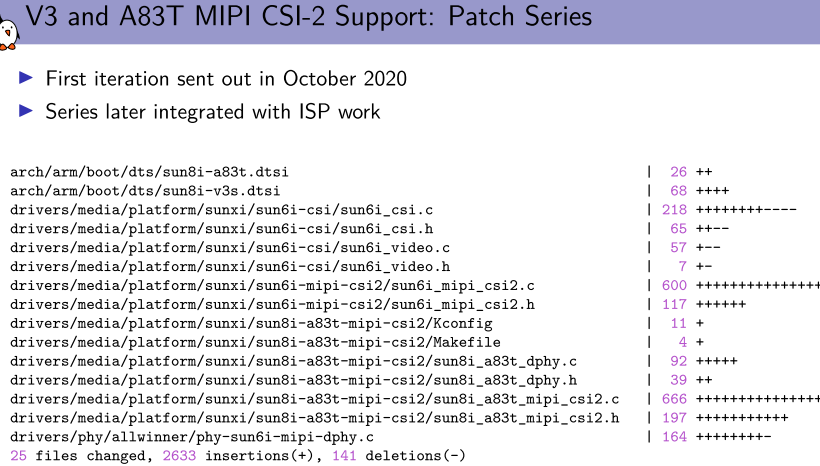 V3 and A83T MIPI CSI-2 Support: Patch Series
First iteration sent out in October 2020
Series later integrated with ISP work
arch/arm/boot/dts/sun8i-a83t.dtsi | 26 ++
arch/arm/boot/dts/sun8i-v3s.dtsi | 68 ++++
drivers/media/platform/sunxi/sun6i-csi/sun6i_csi.c | 218 ++++++++----
drivers/media/platform/sunxi/sun6i-csi/sun6i_csi.h | 65 ++--
drivers/media/platform/sunxi/sun6i-csi/sun6i_video.c | 57 +--
drivers/media/platform/sunxi/sun6i-csi/sun6i_video.h | 7 +-
drivers/media/platform/sunxi/sun6i-mipi-csi2/sun6i_mipi_csi2.c | 600 +++++++++++++++
drivers/media/platform/sunxi/sun6i-mipi-csi2/sun6i_mipi_csi2.h | 117 ++++++
drivers/media/platform/sunxi/sun8i-a83t-mipi-csi2/Kconfig | 11 +
drivers/media/platform/sunxi/sun8i-a83t-mipi-csi2/Makefile | 4 +
drivers/media/platform/sunxi/sun8i-a83t-mipi-csi2/sun8i_a83t_dphy.c | 92 +++++
drivers/media/platform/sunxi/sun8i-a83t-mipi-csi2/sun8i_a83t_dphy.h | 39 ++
drivers/media/platform/sunxi/sun8i-a83t-mipi-csi2/sun8i_a83t_mipi_csi2.c | 666 +++++++++++++++
drivers/media/platform/sunxi/sun8i-a83t-mipi-csi2/sun8i_a83t_mipi_csi2.h | 197 +++++++++++
drivers/phy/allwinner/phy-sun6i-mipi-dphy.c | 164 ++++++++-
25 files changed, 2633 insertions(+), 141 deletions(-)